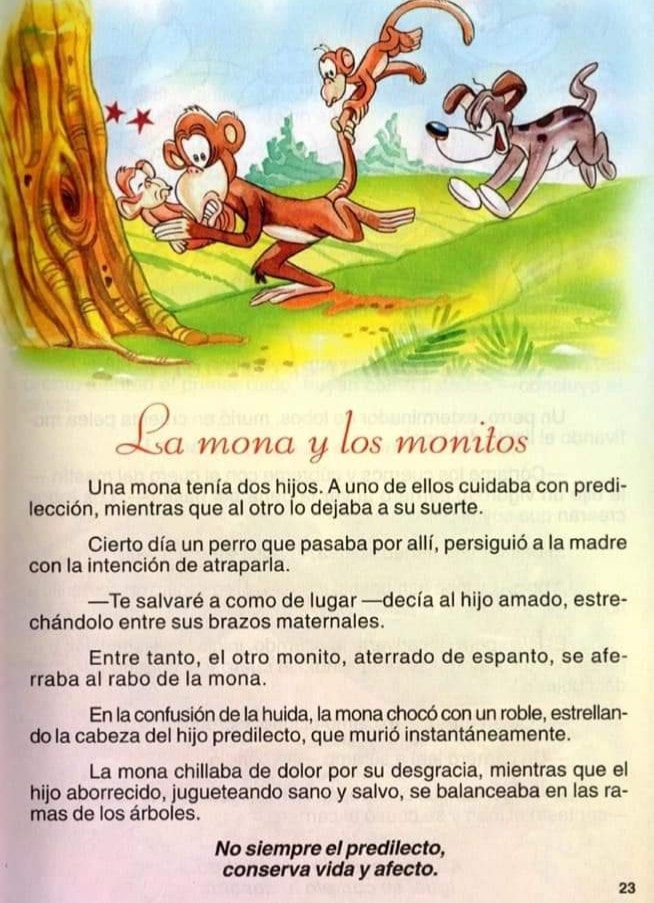 La mona y los monitos
Una mona tenía dos hijos. A uno de ellos cuidaba con predi-
lección, mientras que al otro lo dejaba a su suerte.
Cierto día un perro que pasaba por allí, persiguió a la madre
con la intención de atraparla.
—Te salvaré a como de lugar —decía al hijo amado, estre-
chándolo entre sus brazos maternales.
Entre tanto, el otro monito, aterrado de espanto, se afe-
rraba al rabo de la mona.
En la confusión de la huida, la mona chocó con un roble, estrellan-
do la cabeza del hijo predilecto, que murió instantáneamente.
La mona chillaba de dolor por su desgracia, mientras que el
hijo aborrecido, jugueteando sano y salvo, se balanceaba en las ra-
mas de los árboles.
No siempre el predilecto,
conserva vida y afecto.
23